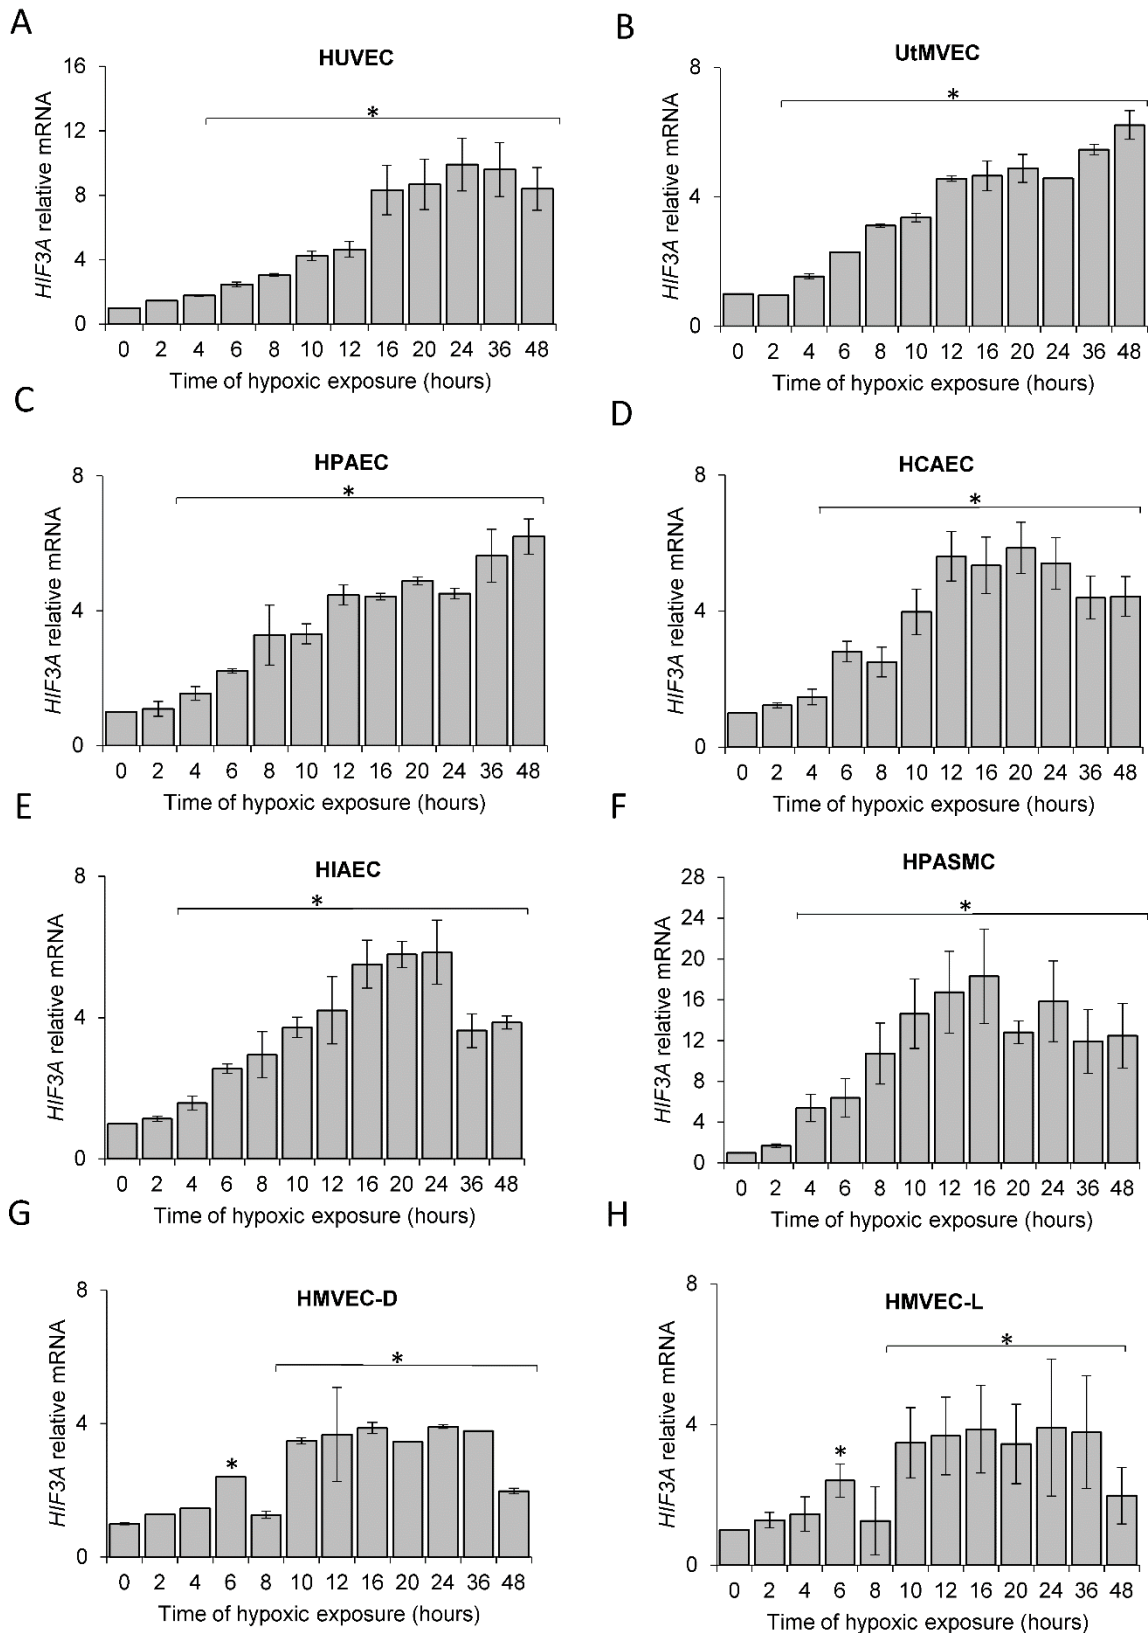 A
HUVEC
*
16
12
8
4
0
HIF3A relative mRNA
0 2 4 6 8 10 12 16 20 24 36 48
Time of hypoxic exposure (hours)
B
UtMVEC
*
8
4
0
HIF3A relative mRNA
0 2 4 6 8 10 12 16 20 24 36 48
Time of hypoxic exposure (hours)
C
HPAEC
*
8
4
0
HIF3A relative mRNA
0 2 4 6 8 10 12 16 20 24 36 48
Time of hypoxic exposure (hours)
D
HCAEC
*
8
4
0
HIF3A relative mRNA
0 2 4 6 8 10 12 16 20 24 36 48
Time of hypoxic exposure (hours)
E
HIAEC
*
8
4
0
HIF3A relative mRNA
0 2 4 6 8 10 12 16 20 24 36 48
Time of hypoxic exposure (hours)
F
HPASMC
*
28
24
20
16
12
8
4
0
HIF3A relative mRNA
0 2 4 6 8 10 12 16 20 24 36 48
Time of hypoxic exposure (hours)
G
HMVEC-D
*
*
8
4
0
HIF3A relative mRNA
0 2 4 6 8 10 12 16 20 24 36 48
Time of hypoxic exposure (hours)
H
HMVEC-L
*
*
8
4
0
HIF3A relative mRNA
0 2 4 6 8 10 12 16 20 24 36 48
Time of hypoxic exposure (hours)